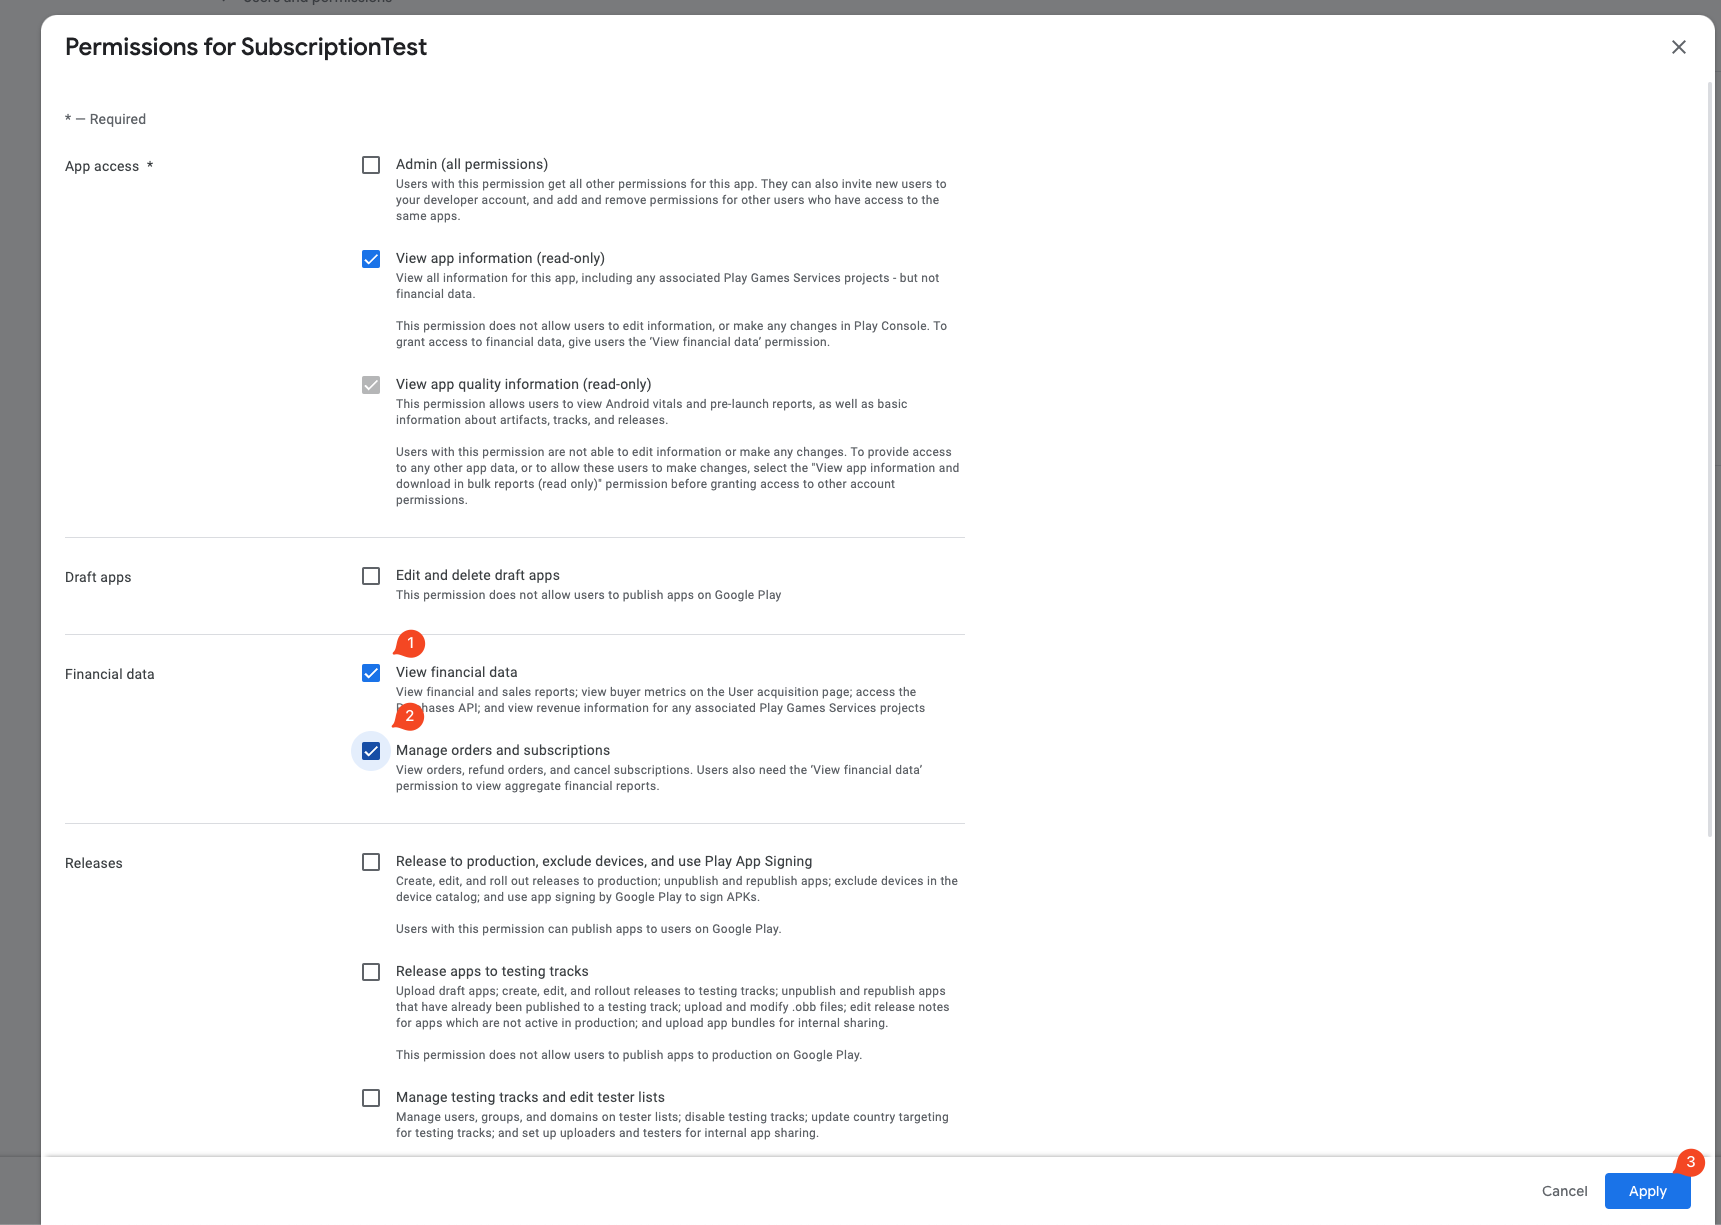 Users and permissions
Permissions for SubscriptionTest
* — Required
App access *
Admin (all permissions)
Users with this permission get all other permissions for this app. They can also invite new users to
your developer account, and add and remove permissions for other users who have access to the
same apps.
View app information (read-only)
View all information for this app, including any associated Play Games Services projects - but not
financial data.
This permission does not allow users to edit information, or make any changes in Play Console. To
grant access to financial data, give users the ‘View financial data’ permission.
View app quality information (read-only)
This permission allows users to view Android vitals and pre-launch reports, as well as basic
information about artifacts, tracks, and releases.
Users with this permission are not able to edit information or make any changes. To provide access
to any other app data, or to allow these users to make changes, select the "View app information and
download in bulk reports (read only)" permission before granting access to other account
permissions.
Draft apps
Edit and delete draft apps
This permission does not allow users to publish apps on Google Play
1
Financial data
View financial data
View financial and sales reports; view buyer metrics on the User acquisition page; access the
API; and view revenue information for any associated Play Games Services projects
2
Manage orders and subscriptions
View orders, refund orders, and cancel subscriptions. Users also need the ‘View financial data’
permission to view aggregate financial reports.
Releases
Release to production, exclude devices, and use Play App Signing
Create, edit, and roll out releases to production; unpublish and republish apps; exclude devices in the
device catalog; and use app signing by Google Play to sign APKs.
Users with this permission can publish apps to users on Google Play.
Release apps to testing tracks
Upload draft apps; create, edit, and rollout releases to testing tracks; unpublish and republish apps
that have already been published to a testing track; upload and modify .obb files; edit release notes
for apps which are not active in production; and upload app bundles for internal sharing.
This permission does not allow users to publish apps to production on Google Play.
Manage testing tracks and edit tester lists
Manage users, groups, and domains on tester lists; disable testing tracks; update country targeting
for testing tracks; and set up uploaders and testers for internal app sharing.
3
Cancel
Apply